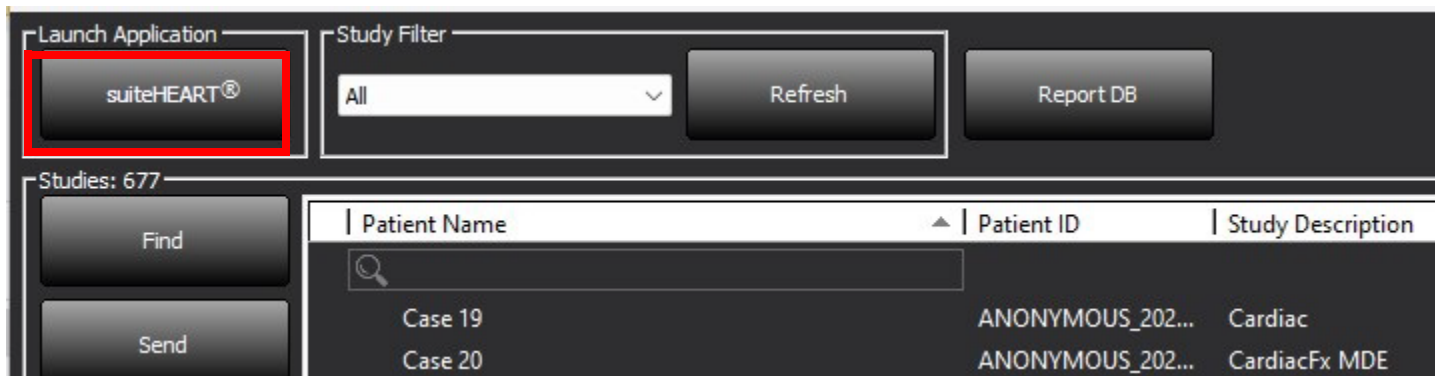 Launch Application
Study Filter
suiteHEART®
All
Refresh
Report DB
Studies: 677
Find
Patient Name
Patient ID
Study Description
Send
Case 19
ANONYMOUS_202...
Cardiac
Case 20
ANONYMOUS_202...
CardiacFx MDE